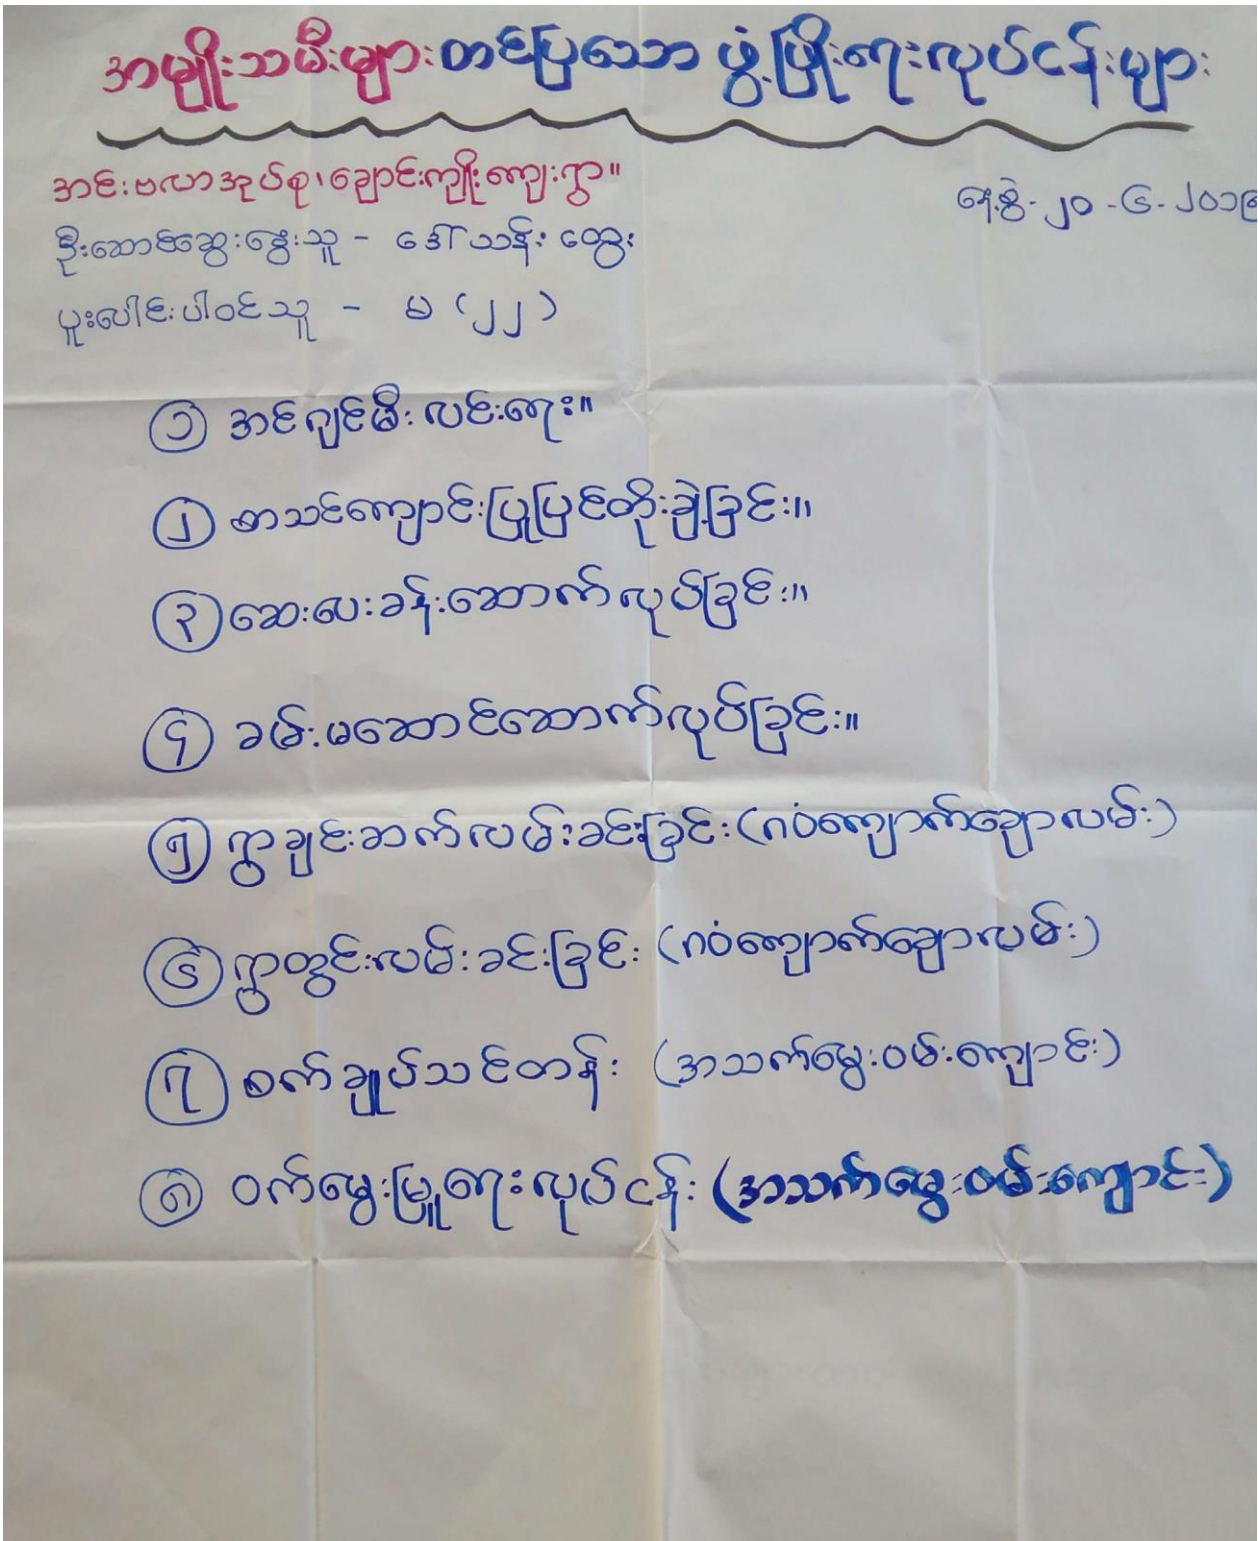 အမျိုးသမီးများ တင်ပြသော ဖွံ့ဖြိုးရေးလုပ်ငန်းများ
အင်းဗလာအုပ်စု၊ ချောင်းကျိုးကျေးရွာ။
နေ့စွဲ - ၂၀ - ၆ - ၂၀၁၉
ဦးဆောင်ဆွေးနွေးသူ - ဒေါ်သန်းထွေး
ပူးပေါင်းပါဝင်သူ - မ (၂၂)
၁ အင်ဂျင်မီးလင်းရေး။
၂ စာသင်ကျောင်းပြုပြင်တိုးချဲ့ခြင်း။
၃ ဆေးပေးခန်းဆောက်လုပ်ခြင်း။
၄ ခမ်းမဆောင်ဆောက်လုပ်ခြင်း။
၅ ရွာချင်းဆက်လမ်းခင်းခြင်း (ဂဝံကျောက်ချောလမ်း)
၆ ရွာတွင်းလမ်းခင်းခြင်း (ဂဝံကျောက်ချောလမ်း)
၇ စက်ချုပ်သင်တန်း (အသက်မွေးဝမ်းကျောင်း)
၈ ဝက်မွေးမြူရေးလုပ်ငန်း (အသက်မွေးဝမ်းကျောင်း)